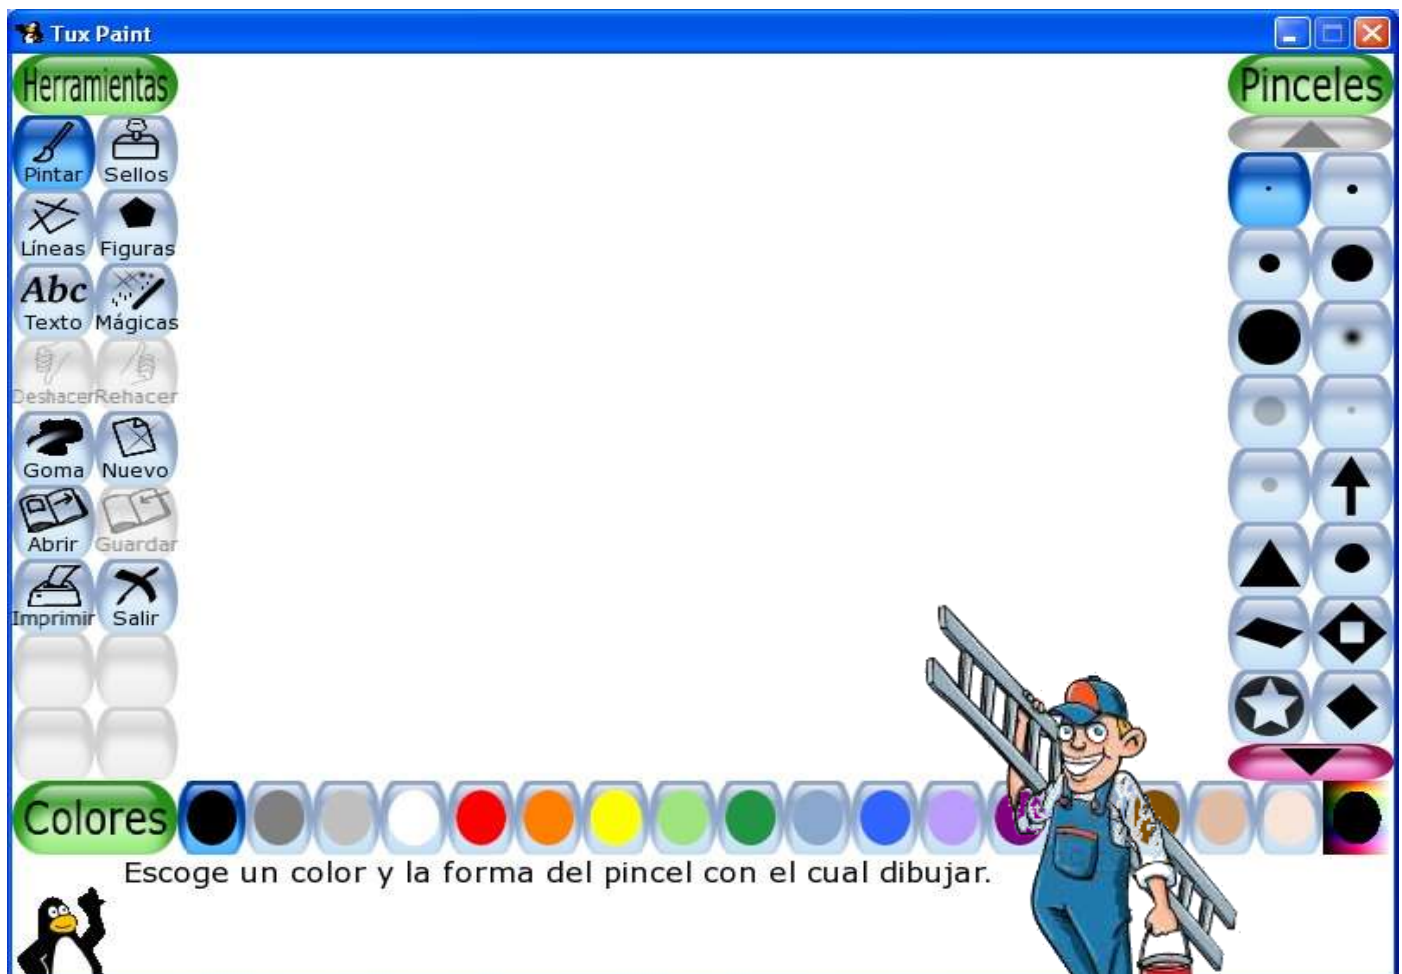 Tux Paint
Herramientas
Pinceles
Pintar Sellos
Líneas Figuras
Abc
Texto Mágicas
Deshacer Rehacer
Goma Nuevo
Abrir Guardar
Imprimir Salir
Colores
Escoge un color y la forma del pincel con el cual dibujar.